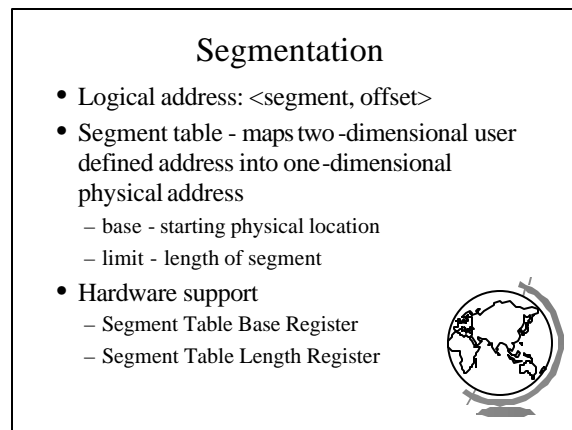 Segmentation
• Logical address: <segment, offset>
• Segment table - maps two-dimensional user
defined address into one-dimensional
physical address
– base - starting physical location
– limit - length of segment
• Hardware support
– Segment Table Base Register
– Segment Table Length Register